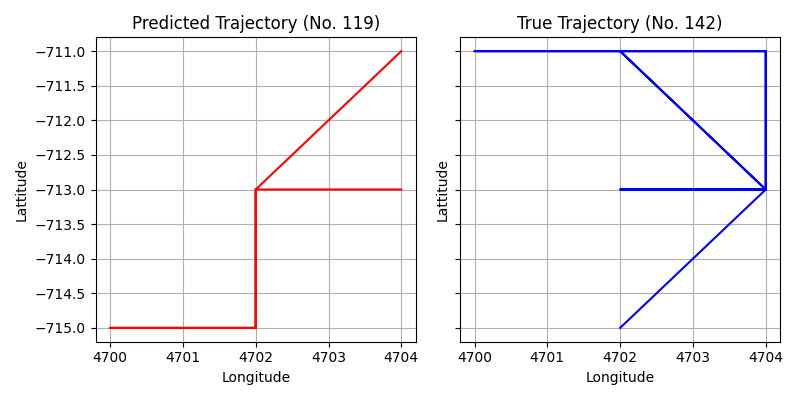 Predicted Trajectory (No. 119)
True Trajectory (No. 142)
−711.0
−711.5
−712.0
−712.5
−713.0
−713.5
−714.0
−714.5
−715.0
Lattitude
Lattitude
4700 4701 4702 4703 4704
4700 4701 4702 4703 4704
Longitude
Longitude